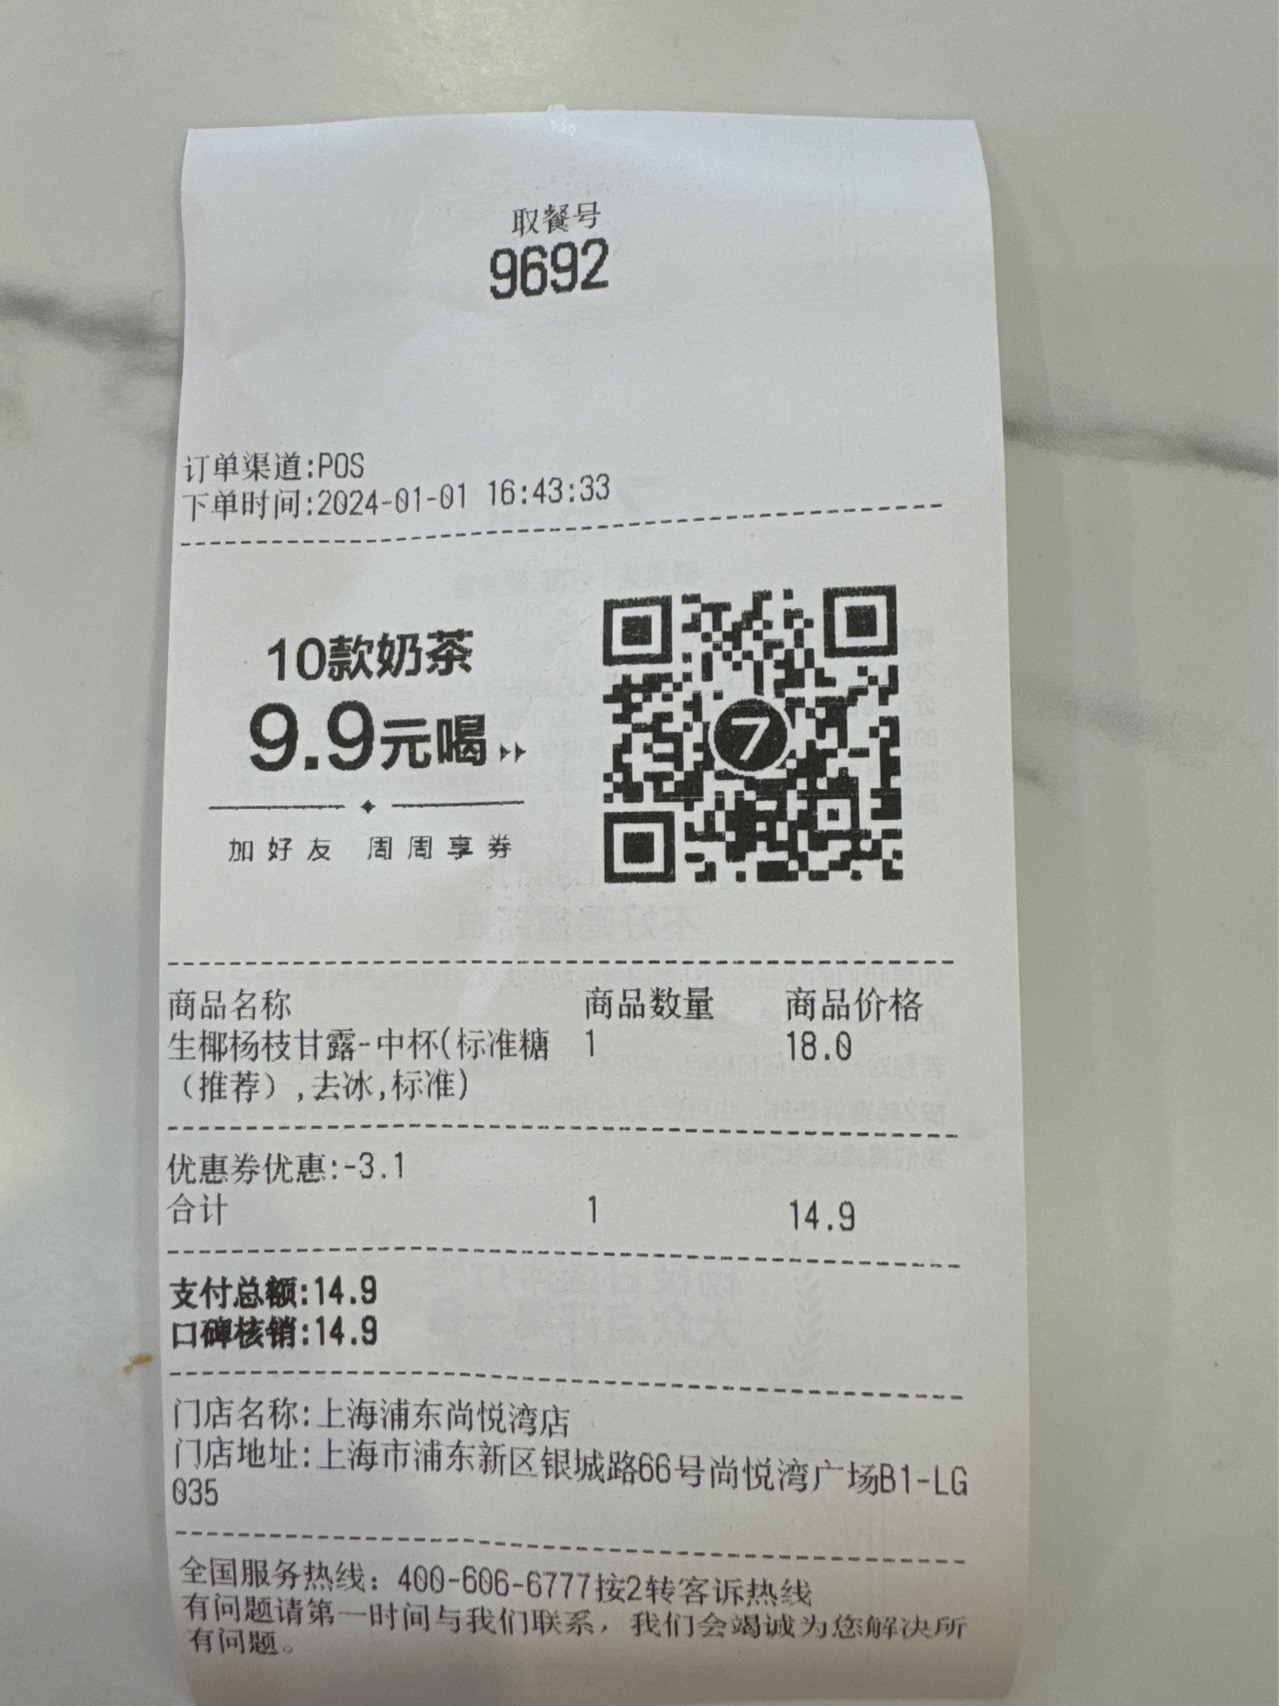 取餐号
9692
订单渠道:POS
下单时间:2024-01-01 16:43:33
10款奶茶
9.9元喝
加好友 周周享券
7
商品名称 商品数量 商品价格
生椰杨枝甘露-中杯(标准糖 1 18.0
（推荐）,去冰,标准)
优惠券优惠:-3.1
合计 1 14.9
支付总额:14.9
口碑核销:14.9
门店名称:上海浦东尚悦湾店
门店地址:上海市浦东新区银城路66号尚悦湾广场B1-LG
035
全国服务热线：400-606-6777按2转客诉热线
有问题请第一时间与我们联系，我们会竭诚为您解决所
有问题。